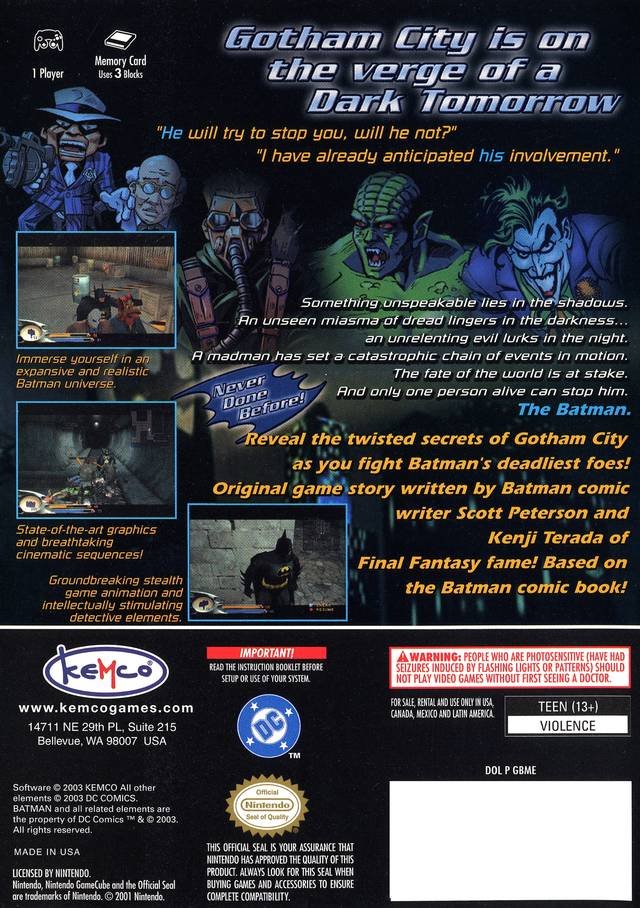 1 Player
Memory Card
Uses 3 Blocks
Gotham City is on
the verge of a
Dark Tomorrow
"He will try to stop you, will he not?"
"I have already anticipated his involvement."
Something unspeakable lies in the shadows.
An unseen miasma of dread lingers in the darkness...
an unrelenting evil lurks in the night.
A madman has set a catastrophic chain of events in motion.
The fate of the world is at stake.
And only one person alive can stop him.
The Batman.
Immerse yourself in an
expansive and realistic
Batman universe.
Never
Done
Before!
Reveal the twisted secrets of Gotham City
as you fight Batman's deadliest foes!
Original game story written by Batman comic
writer Scott Peterson and
Kenji Terada of
Final Fantasy fame! Based on
the Batman comic book!
State-of-the-art graphics
and breathtaking
cinematic sequences!
Groundbreaking stealth
game animation and
intellectually stimulating
detective elements.
KEMCO
www.kemcogames.com
14711 NE 29th PL, Suite 215
Bellevue, WA 98007 USA
Software © 2003 KEMCO All other
elements © 2003 DC COMICS.
BATMAN and all related elements are
the property of DC Comics ™ & © 2003.
All rights reserved.
MADE IN USA
LICENSED BY NINTENDO.
Nintendo, Nintendo GameCube and the Official Seal
are trademarks of Nintendo. © 2001 Nintendo.
IMPORTANT!
READ THE INSTRUCTION BOOKLET BEFORE
SETUP OR USE OF YOUR SYSTEM.
DC
TM
Official
Nintendo
Seal of Quality
THIS OFFICIAL SEAL IS YOUR ASSURANCE THAT
NINTENDO HAS APPROVED THE QUALITY OF THIS
PRODUCT. ALWAYS LOOK FOR THIS SEAL WHEN
BUYING GAMES AND ACCESSORIES TO ENSURE
COMPLETE COMPATIBILITY.
WARNING: PEOPLE WHO ARE PHOTOSENSITIVE (HAVE HAD
SEIZURES INDUCED BY FLASHING LIGHTS OR PATTERNS) SHOULD
NOT PLAY VIDEO GAMES WITHOUT FIRST SEEING A DOCTOR.
FOR SALE, RENTAL AND USE ONLY IN USA,
CANADA, MEXICO AND LATIN AMERICA.
TEEN (13+)
VIOLENCE
DOL P GBME